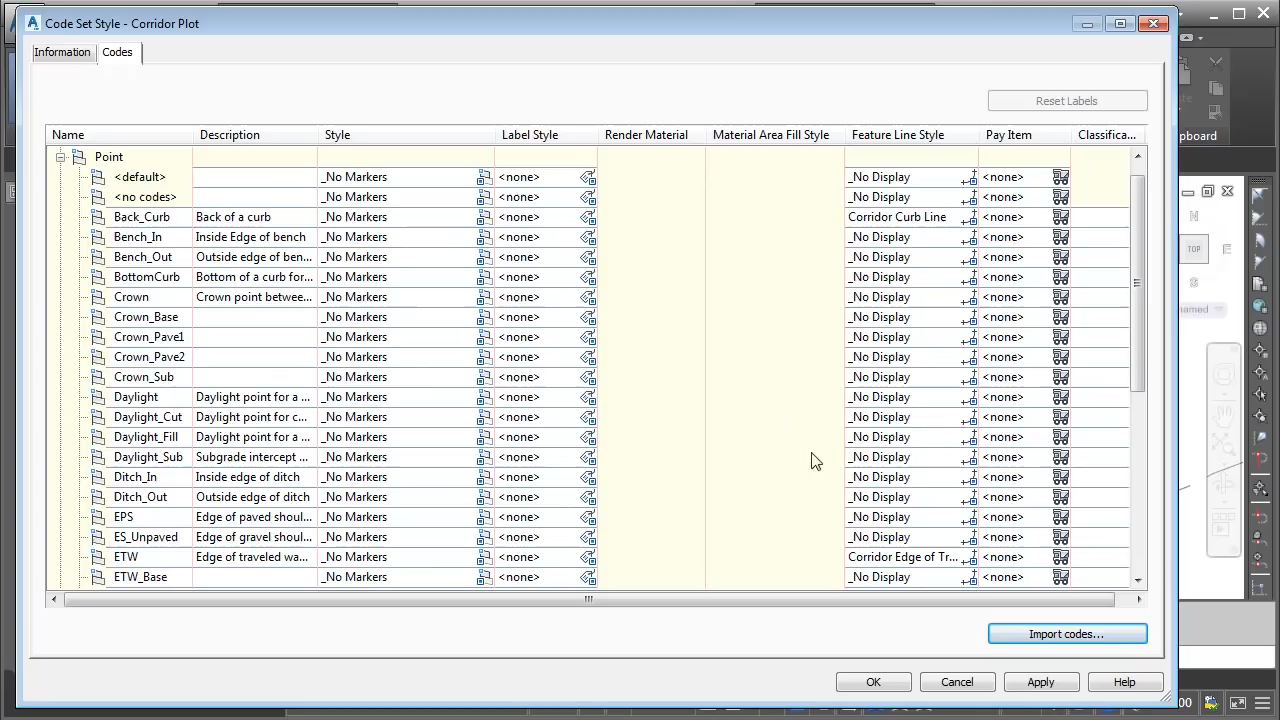 Code Set Style - Corridor Plot
Information Codes
Reset Labels
Name Description Style Label Style Render Material Material Area Fill Style Feature Line Style Pay Item Classifica...
Point
<default> _No Markers <none> _No Display <none>
<no codes> _No Markers <none> _No Display <none>
Back_Curb Back of a curb _No Markers <none> Corridor Curb Line <none>
Bench_In Inside Edge of bench _No Markers <none> _No Display <none>
Bench_Out Outside edge of ben... _No Markers <none> _No Display <none>
BottomCurb Bottom of a curb for... _No Markers <none> _No Display <none>
Crown Crown point betwee... _No Markers <none> _No Display <none>
Crown_Base _No Markers <none> _No Display <none>
Crown_Pave1 _No Markers <none> _No Display <none>
Crown_Pave2 _No Markers <none> _No Display <none>
Crown_Sub _No Markers <none> _No Display <none>
Daylight Daylight point for a ... _No Markers <none> _No Display <none>
Daylight_Cut Daylight point for c... _No Markers <none> _No Display <none>
Daylight_Fill Daylight point for a ... _No Markers <none> _No Display <none>
Daylight_Sub Subgrade intercept ... _No Markers <none> _No Display <none>
Ditch_In Inside edge of ditch _No Markers <none> _No Display <none>
Ditch_Out Outside edge of ditch _No Markers <none> _No Display <none>
EPS Edge of paved shoul... _No Markers <none> _No Display <none>
ES_Unpaved Edge of gravel shoul... _No Markers <none> _No Display <none>
ETW Edge of traveled wa... _No Markers <none> Corridor Edge of Tr... <none>
ETW_Base _No Markers <none> _No Display <none>
Import codes...
OK Cancel Apply Help
pboard
N
TOP E
S
named
00